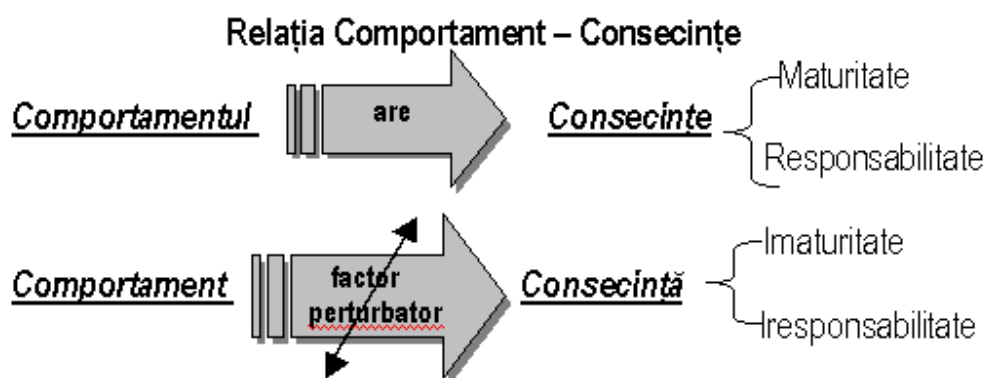 Relația Comportament – Consecințe
Comportamentul are Consecințe Maturitate
Responsabilitate
Comportament factor perturbator Consecință Imaturitate
Iresponsabilitate